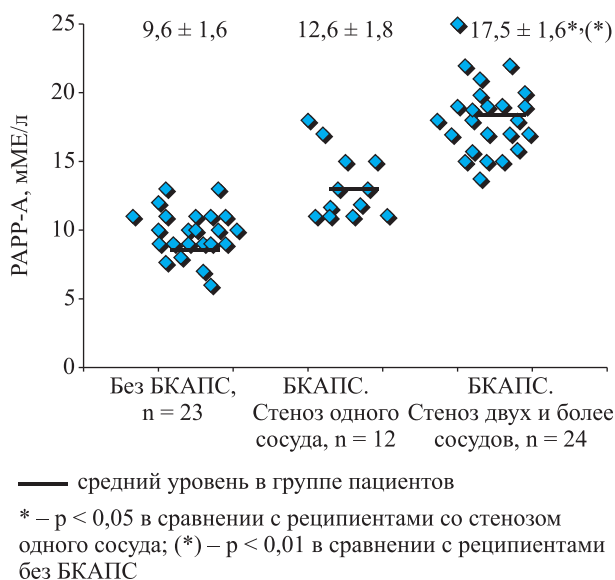 9,6 ± 1,6 12,6 ± 1,8 17,5 ± 1,6*,(*)
25
20
15
10
5
0
PAPP-A, мМЕ/л
Без БКАПС,
n = 23
БКАПС.
Стеноз одного
сосуда, n = 12
БКАПС.
Стеноз двух и более
сосудов, n = 24
средний уровень в группе пациентов
* – p < 0,05 в сравнении с реципиентами со стенозом
одного сосуда; (*) – p < 0,01 в сравнении с реципиентами
без БКАПС